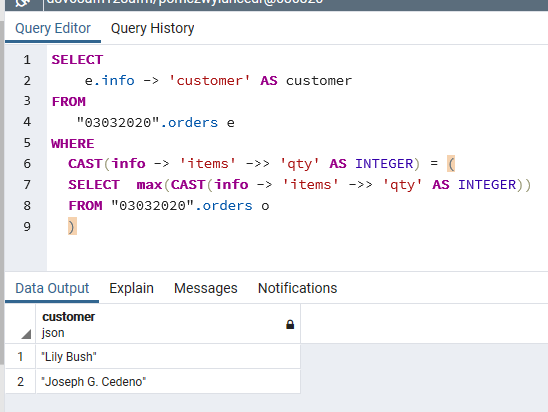 Query Editor Query History
1 SELECT
2 e.info -> 'customer' AS customer
3 FROM
4 "03032020".orders e
5 WHERE
6 CAST(info -> 'items' ->> 'qty' AS INTEGER) = (
7 SELECT max(CAST(info -> 'items' ->> 'qty' AS INTEGER))
8 FROM "03032020".orders o
9 )
Data Output Explain Messages Notifications
customer
json
1 "Lily Bush"
2 "Joseph G. Cedeno"